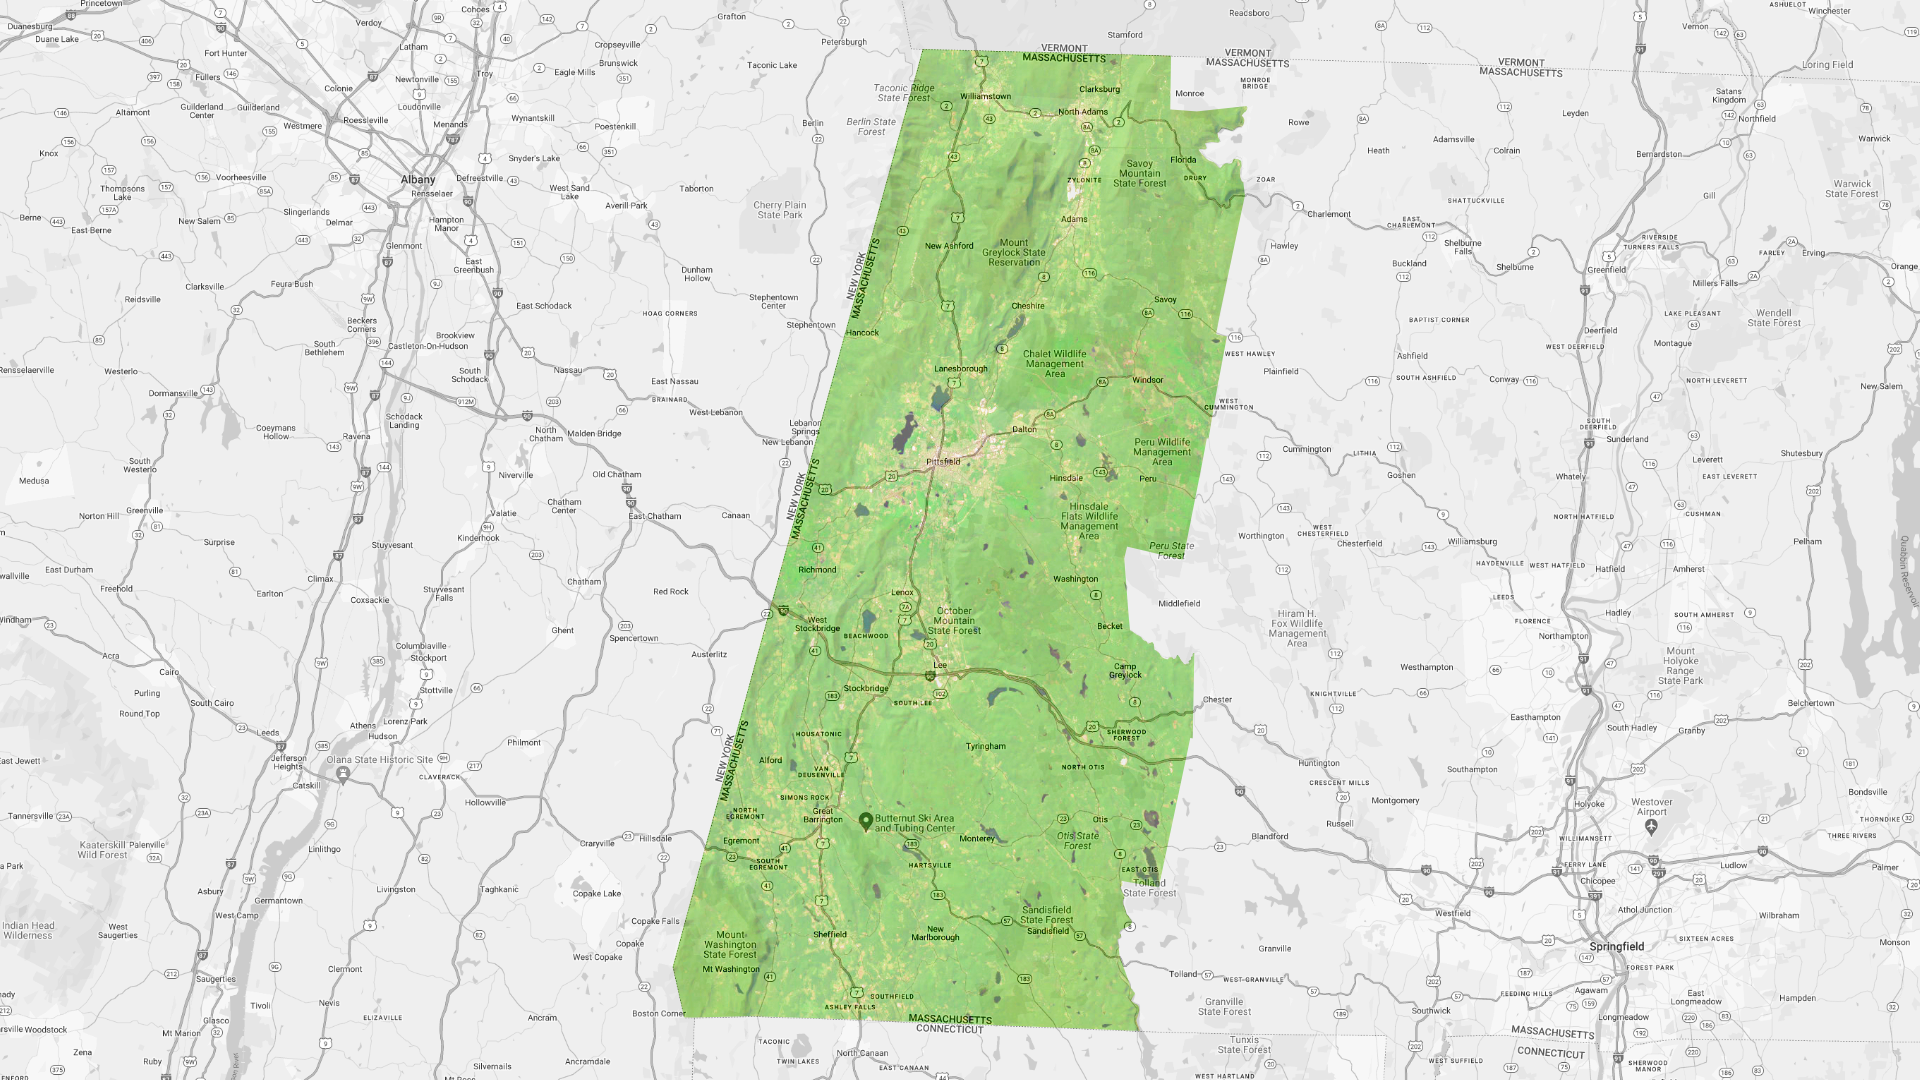 Princetown
Cohoes
Grafton
Readsboro
ASHUELOT
Winchester
Duanesburg
Verdoy
Vernon
Duane Lake
Fort Hunter
Latham
Cropseyville
Petersburgh
Stamford
VERMONT
MASSACHUSETTS
VERMONT
MASSACHUSETTS
VERMONT
MASSACHUSETTS
Fullers
Newtonville
Troy
Eagle Mills
Brunswick
Taconic Lake
Loring Field
Colonie
Taconic Ridge
State Forest
Clarksburg
MONROE
BRIDGE
Monroe
Williamstown
Satans
Kingdom
Altamont
Guilderland
Center
Guilderland
Loudonville
Wynantskill
North Adams
Rowe
Leyden
Northfield
Westmere
Roessleville
Menands
Poestenkill
Berlin
Berlin State
Forest
Adamsville
Warwick
Knox
Snyder's Lake
Heath
Colrain
Bernardston
Savoy
Mountain
State Forest
Florida
DRURY
Voorheesville
Albany
Rensselaer
Defreestville
West Sand
Lake
Taborton
ZYLONITE
ZOAR
Thompsons
Lake
Gill
Warwick
State Forest
Averill Park
Cherry Plain
State Park
SHATTUCKVILLE
Slingerlands
Delmar
Hampton
Manor
Adams
Charlemont
EAST
CHARLEMONT
Berne
New Salem
East Berne
Glenmont
New Ashford
Mount
Greylock State
Reservation
Hawley
Shelburne
Falls
RIVERSIDE
TURNERS FALLS
FARLEY
Erving
East
Greenbush
Buckland
Shelburne
Greenfield
Orange
NEW YORK
MASSACHUSETTS
Clarksville
Feura-Bush
Dunham
Hollow
Millers Falls
Reidsville
East Schodack
Stephentown
Center
Cheshire
Savoy
HOAG CORNERS
BAPTIST CORNER
LAKE PLEASANT
Wendell
State Forest
Beckers
Corners
Brookview
Stephentown
Hancock
Deerfield
Castleton-On-Hudson
South
Bethlehem
WEST HAWLEY
WEST DEERFIELD
Montague
Chalet Wildlife
Management
Area
Ashfield
Rensselaerville
Westerlo
South
Schodack
Nassau
East Nassau
Lanesborough
Windsor
Plainfield
SOUTH ASHFIELD
Conway
NORTH LEVERETT
New Salem
Dormansville
BRAINARD
West Lebanon
WEST
CUMMINGTON
Schodack
Landing
Lebanon
Springs
SOUTH
DEERFIELD
Coeymans
Hollow
Ravena
North
Chatham
Malden Bridge
New Lebanon
Dalton
Sunderland
Cummington
LITHIA
Shutesbury
Peru Wildlife
Management
Area
Pittsfield
Leverett
South
Westerlo
Niverville
Old Chatham
Hinsdale
Peru
Goshen
Whately
EAST LEVERETT
Medusa
Greenville
Chatham
Center
Norton Hill
Valatie
East Chatham
Canaan
NEW YORK
MASSACHUSETTS
Hinsdale
Flats Wildlife
Management
Area
NORTH HATFIELD
CUSHMAN
WEST
CHESTERFIELD
Kinderhook
Worthington
Chesterfield
Williamsburg
Pelham
Surprise
Stuyvesant
Peru State
Forest
Quabbin Reservoir
East Durham
Richmond
HAYDENVILLE
WEST HATFIELD
Hatfield
Amherst
Climax
Washington
Freehold
Earlton
Stuyvesant
Falls
Chatham
Red Rock
Lenox
Coxsackie
Middlefield
LEEDS
Hadley
SOUTH AMHERST
West
Stockbridge
October
Mountain
State Forest
Hiram H.
Fox Wildlife
Management
Area
FLORENCE
Ghent
Spencertown
BEACHWOOD
Becket
Northampton
Columbiaville
Stockport
Acra
Cairo
Austerlitz
Lee
Westhampton
Mount
Holyoke
Range
State Park
Camp
Greylock
Purling
Stottville
Stockbridge
KNIGHTVILLE
South Cairo
SOUTH LEE
Chester
Belchertown
Round Top
Athens
Hudson
Lorenz Park
Easthampton
South Hadley
Granby
Leeds
HOUSATONIC
SHERWOOD
FOREST
Philmont
NEW YORK
MASSACHUSETTS
Tyringham
East Jewett
Jefferson
Heights
Olana State Historic Site
Alford
VAN
DEUSENVILLE
NORTH OTIS
Huntington
Southampton
CLAVERACK
Catskill
CRESCENT MILLS
SIMONS ROCK
Hollowville
Montgomery
Holyoke
Westover
Airport
Bondsville
Tannersville
NORTH
EGREMONT
Great
Barrington
Butternut Ski Area
and Tubing Center
Otis
Russell
THORNDIKE
THREE RIVERS
Kaaterskill
Wild Forest
Palenville
Linlithgo
Craryville
Hillsdale
Egremont
Monterey
Otis State
Forest
Blandford
WILLIMANSETT
FERRY LANE
Ludlow
Palmer
SOUTH
EGREMONT
HARTSVILLE
EAST OTIS
Chicopee
Asbury
Livingston
Taghkanic
Copake Lake
Tolland
State Forest
Germantown
West Camp
Copake Falls
Sandisfield
State Forest
Sandisfield
Westfield
Athol Junction
Wilbraham
Indian Head
Wilderness
West
Saugerties
Sheffield
New
Marlborough
Copake
West Copake
Mount
Washington
State Forest
Granville
Springfield
SIXTEEN ACRES
Monson
Clermont
Mt Washington
Tolland
WEST GRANVILLE
FOREST PARK
Saugerties
FEEDING HILLS
Agawam
East
Longmeadow
Hampden
Tivoli
Nevis
SOUTHFIELD
ASHLEY FALLS
Granville
State Forest
Southwick
Glasco
ELIZAVILLE
Ancram
Boston Corner
MASSACHUSETTS
CONNECTICUT
Longmeadow
Mt Marion
MASSACHUSETTS
CONNECTICUT
Woodstock
Zena
Ruby
TACONIC
TWIN LAKES
North Canaan
EAST CANAAN
Tunxis
State Forest
WEST SUFFIELD
SHERWOOD
MANOR
Ancramdale
Silvernails
WEST HARTLAND